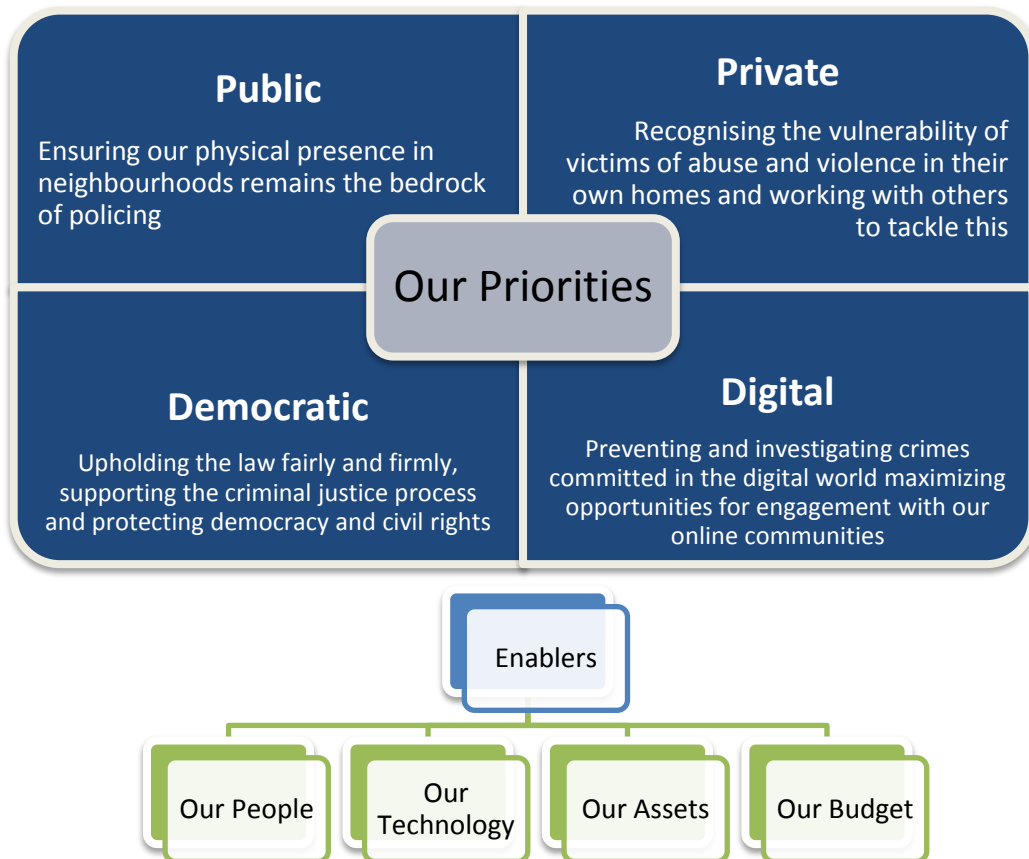 Public
Ensuring our physical presence in
neighbourhoods remains the bedrock
of policing
Private
Recognising the vulnerability of
victims of abuse and violence in their
own homes and working with others
to tackle this
Our Priorities
Democratic
Upholding the law fairly and firmly,
supporting the criminal justice process
and protecting democracy and civil rights
Digital
Preventing and investigating crimes
committed in the digital world maximizing
opportunities for engagement with our
online communities
Enablers
Our People
Our
Technology
Our Assets
Our Budget